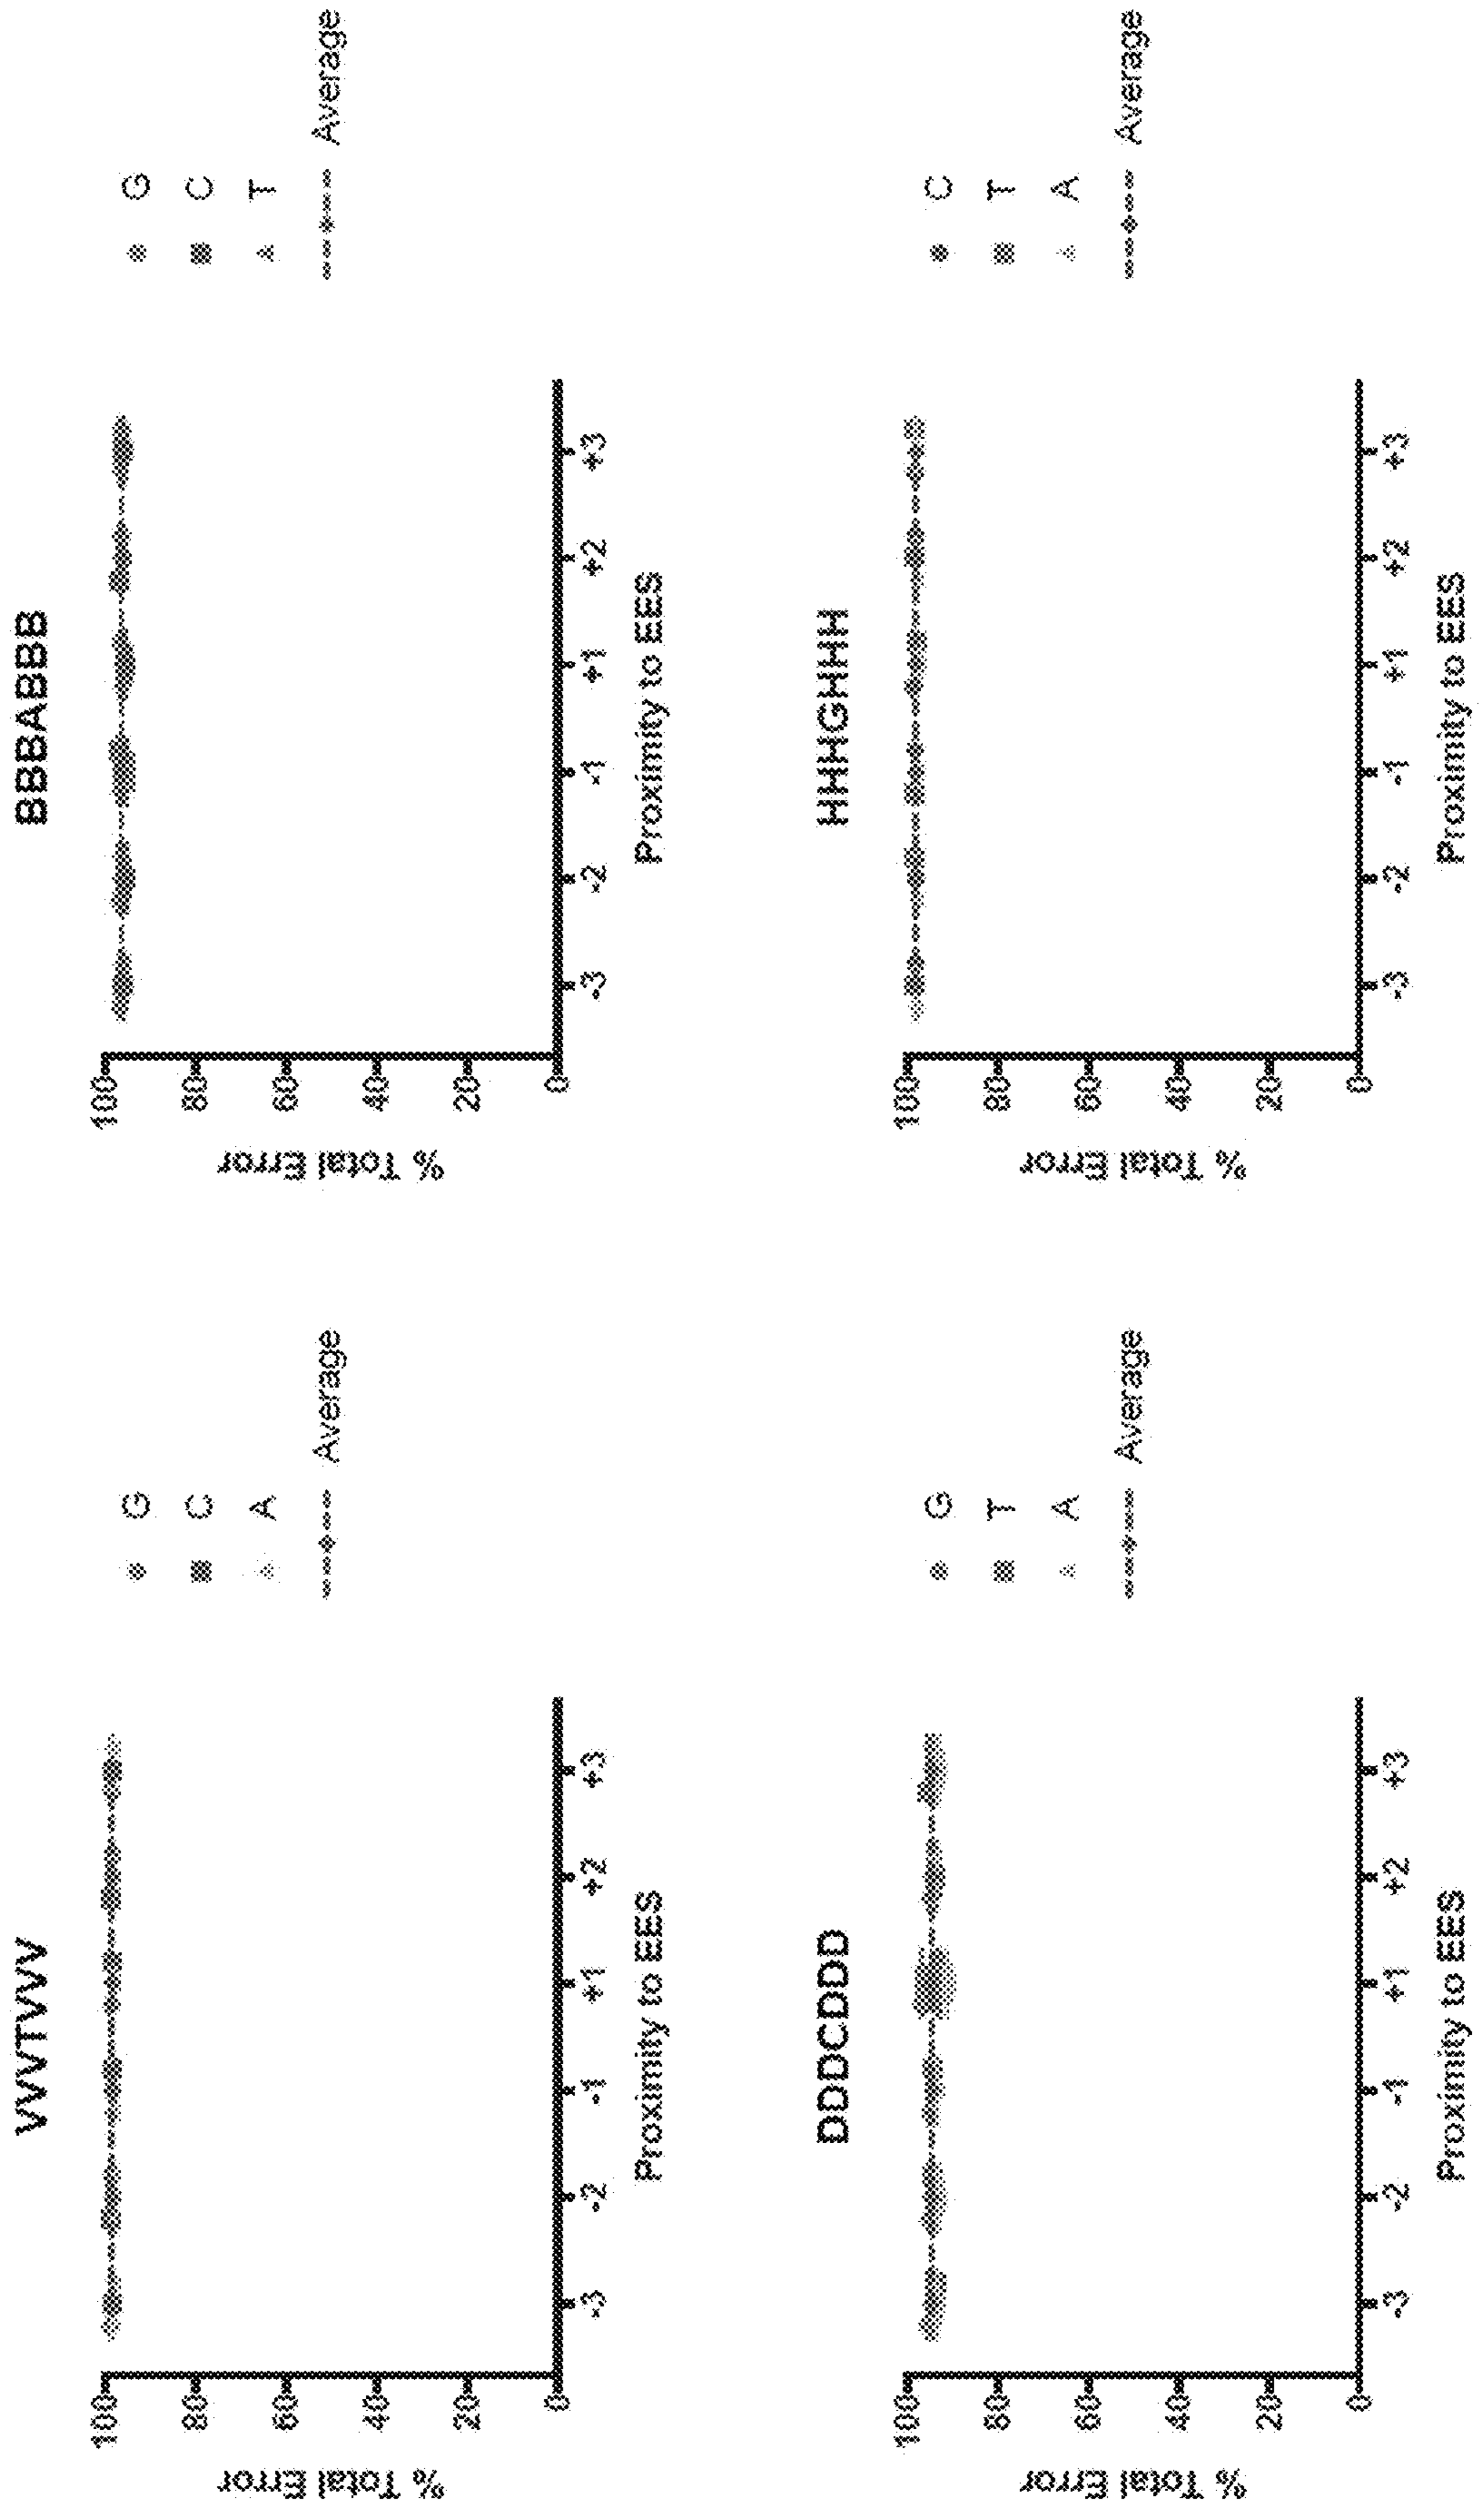 VVVTVVV
% Total Error
100
80
60
40
20
0
-3 -2 -1 +1 +2 +3
Proximity to EES
G
C
A
Average
BBBABBB
% Total Error
100
80
60
40
20
0
-3 -2 -1 +1 +2 +3
Proximity to EES
G
C
T
Average
DDDCDDD
% Total Error
100
80
60
40
20
0
-3 -2 -1 +1 +2 +3
Proximity to EES
G
T
A
Average
HHHGHHH
% Total Error
100
80
60
40
20
0
-3 -2 -1 +1 +2 +3
Proximity to EES
C
T
A
Average